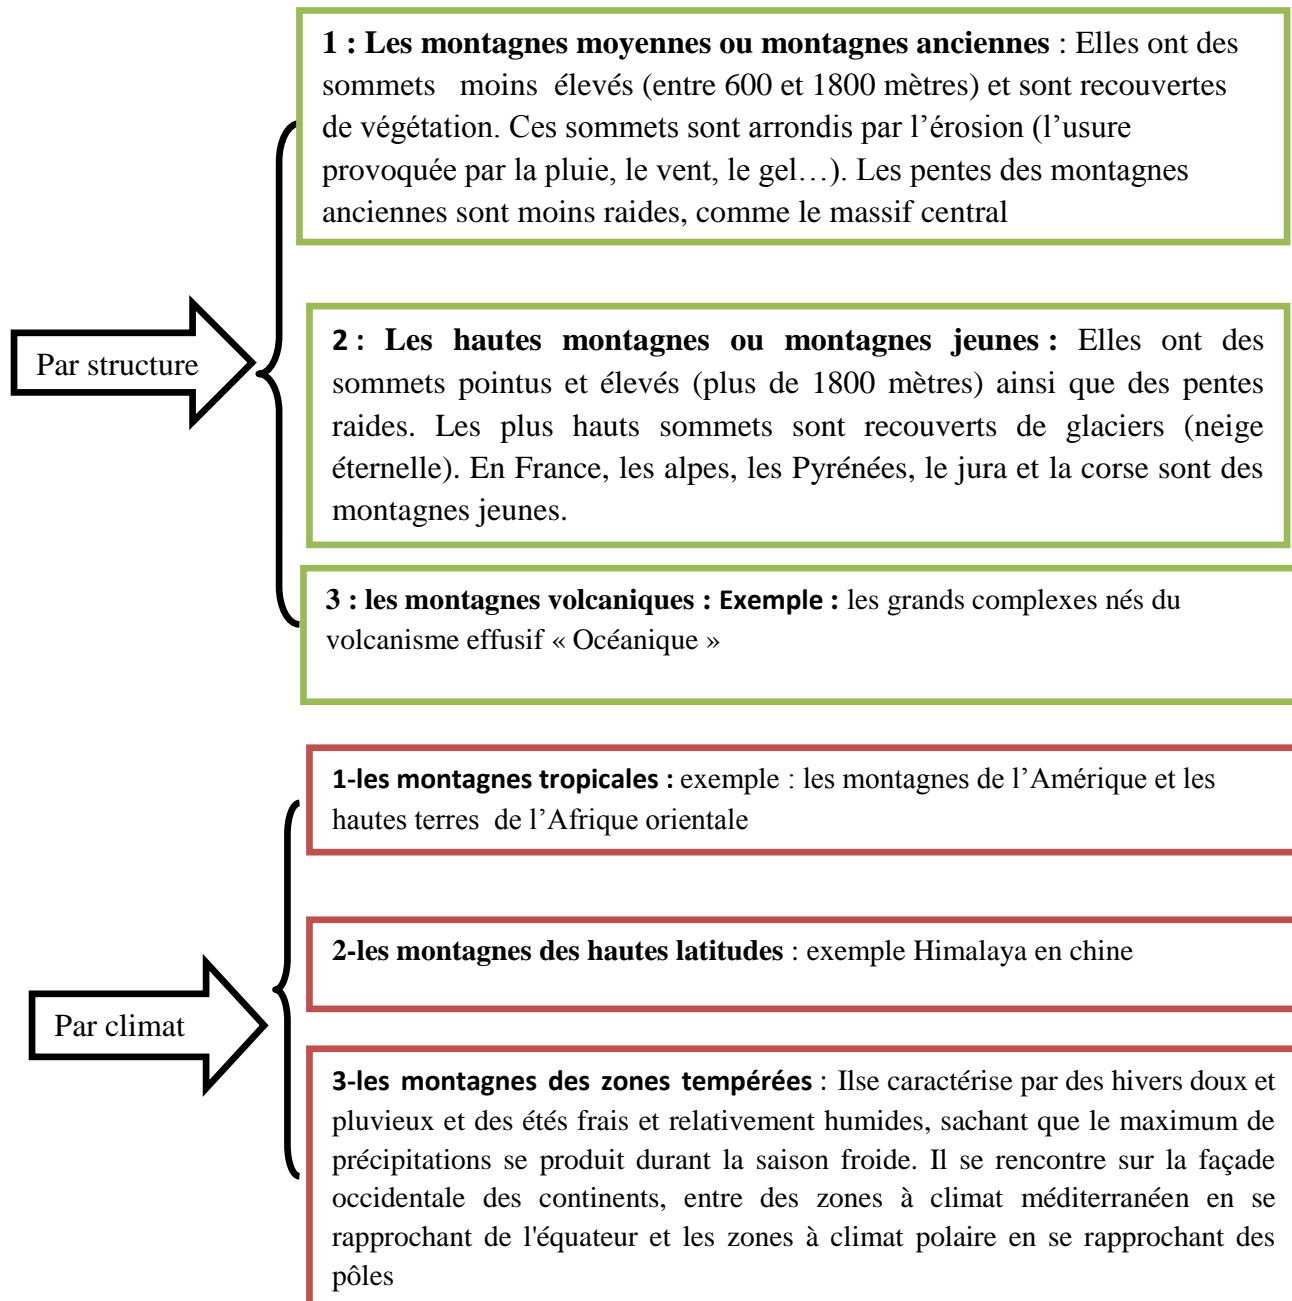 1 : Les montagnes moyennes ou montagnes anciennes : Elles ont des
sommets moins élevés (entre 600 et 1800 mètres) et sont recouvertes
de végétation. Ces sommets sont arrondis par l’érosion (l’usure
provoquée par la pluie, le vent, le gel…). Les pentes des montagnes
anciennes sont moins raides, comme le massif central
Par structure
2 : Les hautes montagnes ou montagnes jeunes : Elles ont des
sommets pointus et élevés (plus de 1800 mètres) ainsi que des pentes
raides. Les plus hauts sommets sont recouverts de glaciers (neige
éternelle). En France, les alpes, les Pyrénées, le jura et la corse sont des
montagnes jeunes.
3 : les montagnes volcaniques : Exemple : les grands complexes nés du
volcanisme effusif « Océanique »
1-les montagnes tropicales : exemple : les montagnes de l’Amérique et les
hautes terres de l’Afrique orientale
2-les montagnes des hautes latitudes : exemple Himalaya en chine
Par climat
3-les montagnes des zones tempérées : Ilse caractérise par des hivers doux et
pluvieux et des étés frais et relativement humides, sachant que le maximum de
précipitations se produit durant la saison froide. Il se rencontre sur la façade
occidentale des continents, entre des zones à climat méditerranéen en se
rapprochant de l'équateur et les zones à climat polaire en se rapprochant des
pôles